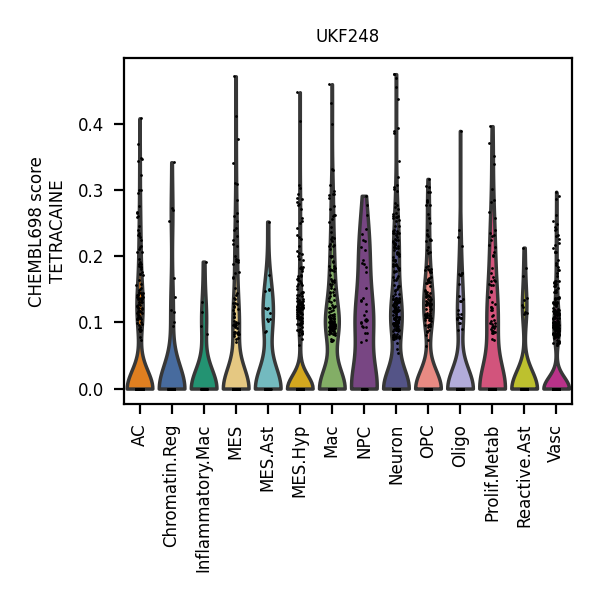 UKF248
CHEMBL698 score
TETRACAINE
0.4
0.3
0.2
0.1
0.0
AC
Chromatin.Reg
Inflammatory.Mac
MES
MES.Ast
MES.Hyp
Mac
NPC
Neuron
OPC
Oligo
Prolif.Metab
Reactive.Ast
Vasc